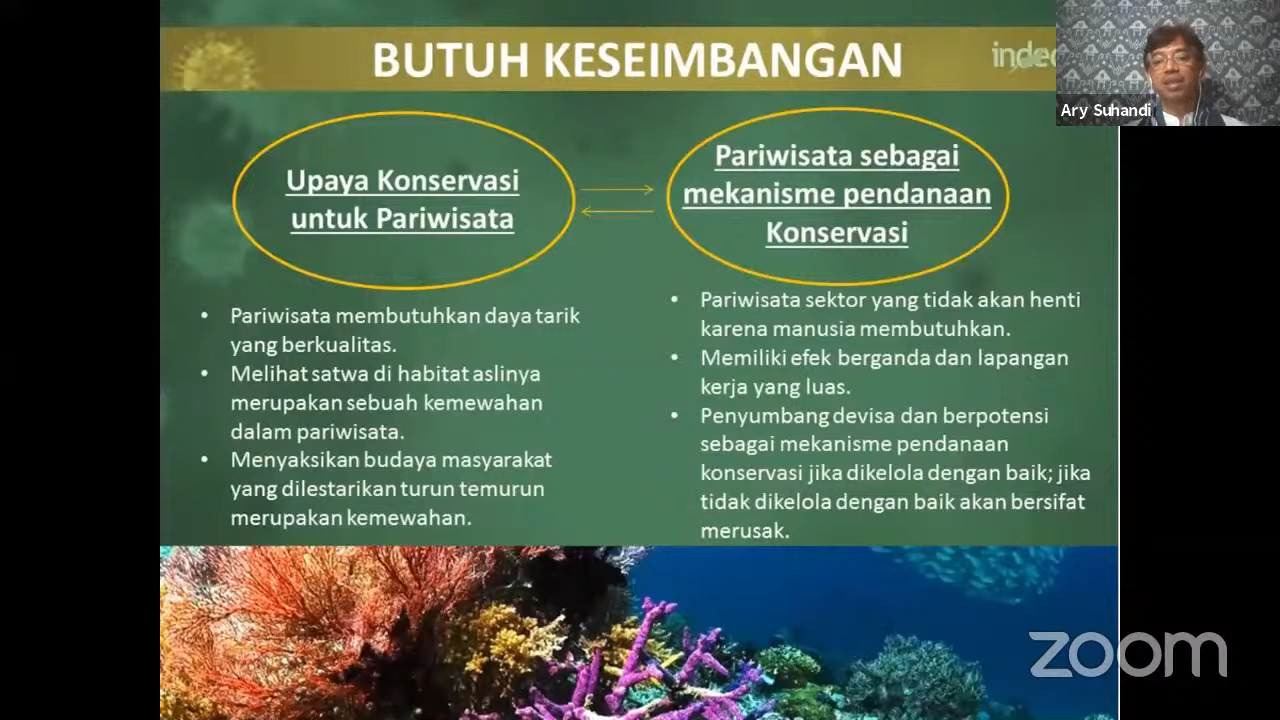 BUTUH KESEIMBANGAN
Ary Suhandi
Upaya Konservasi
untuk Pariwisata
Pariwisata sebagai
mekanisme pendanaan
Konservasi
• Pariwisata membutuhkan daya tarik
yang berkualitas.
• Melihat satwa di habitat aslinya
merupakan sebuah kemewahan
dalam pariwisata.
• Menyaksikan budaya masyarakat
yang dilestarikan turun temurun
merupakan kemewahan.
• Pariwisata sektor yang tidak akan henti
karena manusia membutuhkan.
• Memiliki efek berganda dan lapangan
kerja yang luas.
• Penyumbang devisa dan berpotensi
sebagai mekanisme pendanaan
konservasi jika dikelola dengan baik; jika
tidak dikelola dengan baik akan bersifat
merusak.
zoom